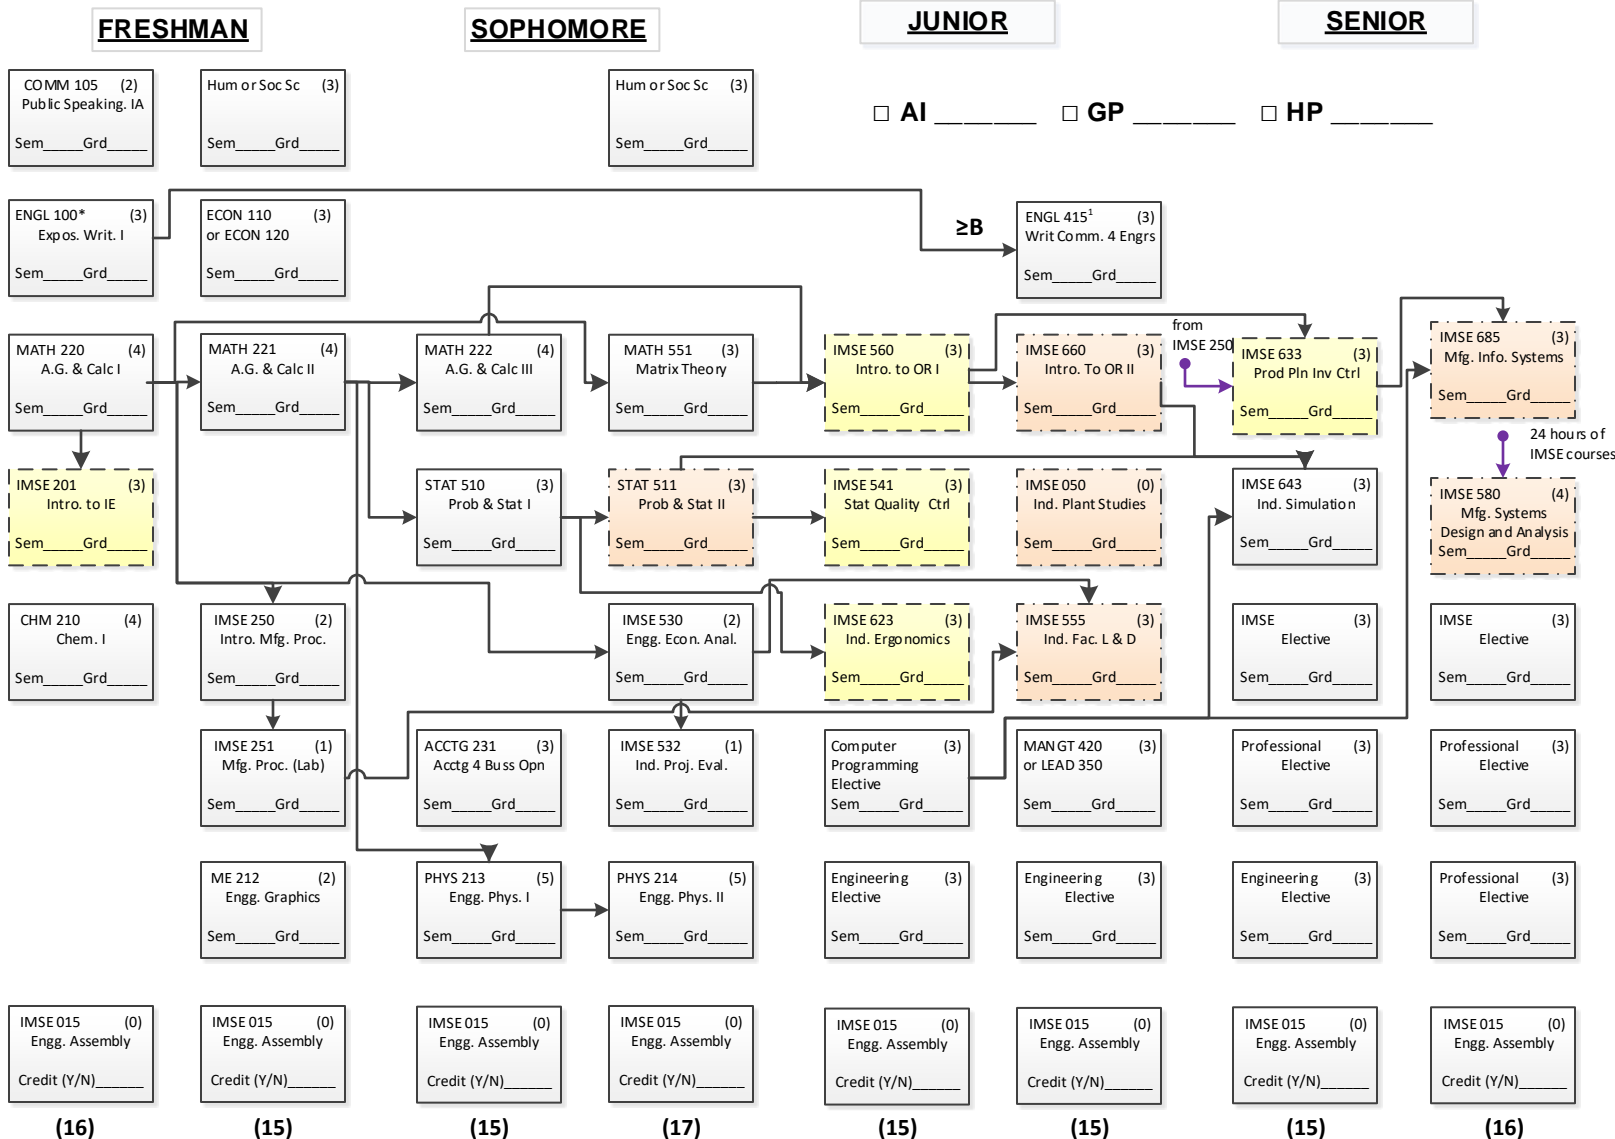 FRESHMAN
SOPHOMORE
JUNIOR
SENIOR
COMM 105 (2)
Public Speaking. IA
Sem_____Grd_____
Hum or Soc Sc (3)
Sem_____Grd_____
Hum or Soc Sc (3)
Sem_____Grd_____
□ AI _______ □ GP _______ □ HP _______
ENGL 100* (3)
Expos. Writ. I
Sem_____Grd_____
ECON 110 (3)
or ECON 120
Sem_____Grd_____
≥B
ENGL 415¹ (3)
Writ Comm. 4 Engrs
Sem_____Grd_____
MATH 220 (4)
A.G. & Calc I
Sem_____Grd_____
MATH 221 (4)
A.G. & Calc II
Sem_____Grd_____
MATH 222 (4)
A.G. & Calc III
Sem_____Grd_____
MATH 551 (3)
Matrix Theory
Sem_____Grd_____
IMSE 560 (3)
Intro. to OR I
Sem_____Grd_____
IMSE 660 (3)
Intro. To OR II
Sem_____Grd_____
from
IMSE 250
IMSE 633 (3)
Prod Pln Inv Ctrl
Sem_____Grd_____
IMSE 685 (3)
Mfg. Info. Systems
Sem_____Grd_____
24 hours of
IMSE courses
IMSE 201 (3)
Intro. to IE
Sem_____Grd_____
STAT 510 (3)
Prob & Stat I
Sem_____Grd_____
STAT 511 (3)
Prob & Stat II
Sem_____Grd_____
IMSE 541 (3)
Stat Quality Ctrl
Sem_____Grd_____
IMSE 050 (0)
Ind. Plant Studies
Sem_____Grd_____
IMSE 643 (3)
Ind. Simulation
Sem_____Grd_____
IMSE 580 (4)
Mfg. Systems
Design and Analysis
Sem_____Grd_____
CHM 210 (4)
Chem. I
Sem_____Grd_____
IMSE 250 (2)
Intro. Mfg. Proc.
Sem_____Grd_____
IMSE 530 (2)
Engg. Econ. Anal.
Sem_____Grd_____
IMSE 623 (3)
Ind. Ergonomics
Sem_____Grd_____
IMSE 555 (3)
Ind. Fac. L & D
Sem_____Grd_____
IMSE (3)
Elective
Sem_____Grd_____
IMSE (3)
Elective
Sem_____Grd_____
IMSE 251 (1)
Mfg. Proc. (Lab)
Sem_____Grd_____
ACCTG 231 (3)
Acctg 4 Buss Opn
Sem_____Grd_____
IMSE 532 (1)
Ind. Proj. Eval.
Sem_____Grd_____
Computer (3)
Programming
Elective
Sem_____Grd_____
MANGT 420 (3)
or LEAD 350
Sem_____Grd_____
Professional (3)
Elective
Sem_____Grd_____
Professional (3)
Elective
Sem_____Grd_____
ME 212 (2)
Engg. Graphics
Sem_____Grd_____
PHYS 213 (5)
Engg. Phys. I
Sem_____Grd_____
PHYS 214 (5)
Engg. Phys. II
Sem_____Grd_____
Engineering (3)
Elective
Sem_____Grd_____
Engineering (3)
Elective
Sem_____Grd_____
Engineering (3)
Elective
Sem_____Grd_____
Professional (3)
Elective
Sem_____Grd_____
IMSE 015 (0)
Engg. Assembly
Credit (Y/N)______
IMSE 015 (0)
Engg. Assembly
Credit (Y/N)______
IMSE 015 (0)
Engg. Assembly
Credit (Y/N)______
IMSE 015 (0)
Engg. Assembly
Credit (Y/N)______
IMSE 015 (0)
Engg. Assembly
Credit (Y/N)______
IMSE 015 (0)
Engg. Assembly
Credit (Y/N)______
IMSE 015 (0)
Engg. Assembly
Credit (Y/N)______
IMSE 015 (0)
Engg. Assembly
Credit (Y/N)______
(16) (15) (15) (17) (15) (15) (15) (16)